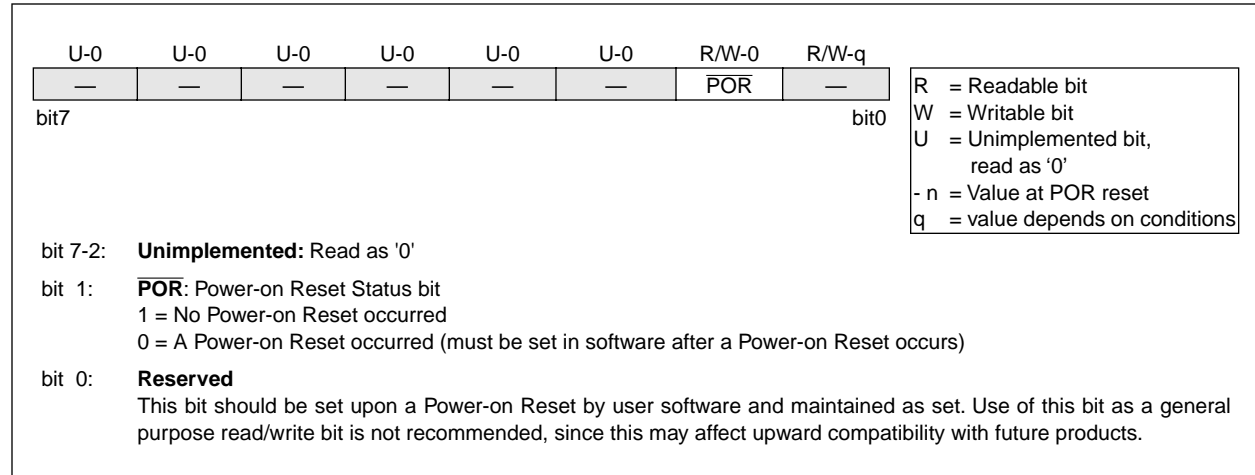 U-0 U-0 U-0 U-0 U-0 U-0 R/W-0 R/W-q
— — — — — — P̅O̅R̅ —
bit7 bit0
R = Readable bit
W = Writable bit
U = Unimplemented bit,
read as ‘0’
- n = Value at POR reset
q = value depends on conditions
bit 7-2: Unimplemented: Read as '0'
bit 1: P̅O̅R̅: Power-on Reset Status bit
1 = No Power-on Reset occurred
0 = A Power-on Reset occurred (must be set in software after a Power-on Reset occurs)
bit 0: Reserved
This bit should be set upon a Power-on Reset by user software and maintained as set. Use of this bit as a general
purpose read/write bit is not recommended, since this may affect upward compatibility with future products.